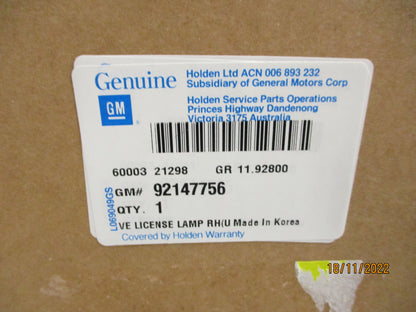 Genuine
GM
Holden Ltd ACN 006 893 232
Subsidiary of General Motors Corp
Holden Service Parts Operations
Princes Highway Dandenong
Victoria 3175 Australia
60003 21298 GR 11.92800
GM# 92147756
QTY. 1
VE LICENSE LAMP RH(U Made In Korea
Covered by Holden Warranty
L069049GS
18/11/2022